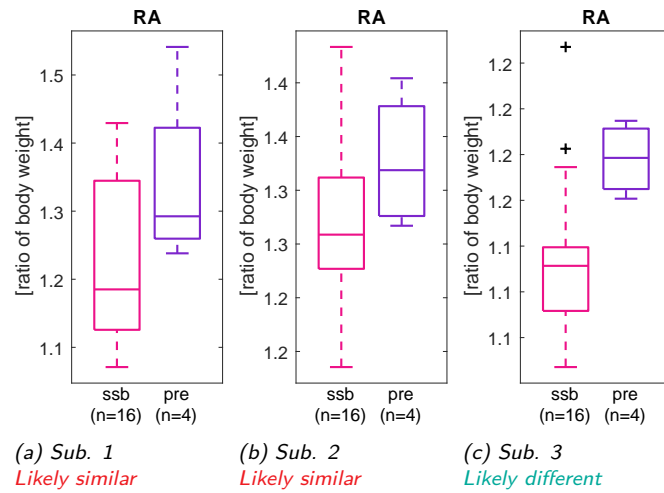 RA
[ratio of body weight]
1.5
1.4
1.3
1.2
1.1
ssb
(n=16)
pre
(n=4)
(a) Sub. 1
Likely similar
RA
[ratio of body weight]
1.4
1.4
1.3
1.3
1.2
1.2
ssb
(n=16)
pre
(n=4)
(b) Sub. 2
Likely similar
RA
[ratio of body weight]
1.2
1.2
1.2
1.1
1.1
1.1
ssb
(n=16)
pre
(n=4)
(c) Sub. 3
Likely different